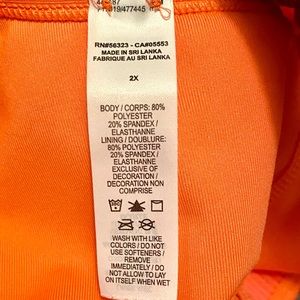 RN#56323 - CA#05553
MADE IN SRI LANKA
FABRIQUE AU SRI LANKA
2X
BODY / CORPS: 80%
POLYESTER
20% SPANDEX /
ELASTHANNE
LINING / DOUBLURE:
80% POLYESTER
20% SPANDEX /
ELASTHANNE
EXCLUSIVE OF
DECORATION /
DECORATION NON
COMPRISE
WASH WITH LIKE
COLORS / DO NOT
USE SOFTENERS /
REMOVE
IMMEDIATELY / DO
NOT ALLOW TO LAY
ON ITSELF WHEN WET